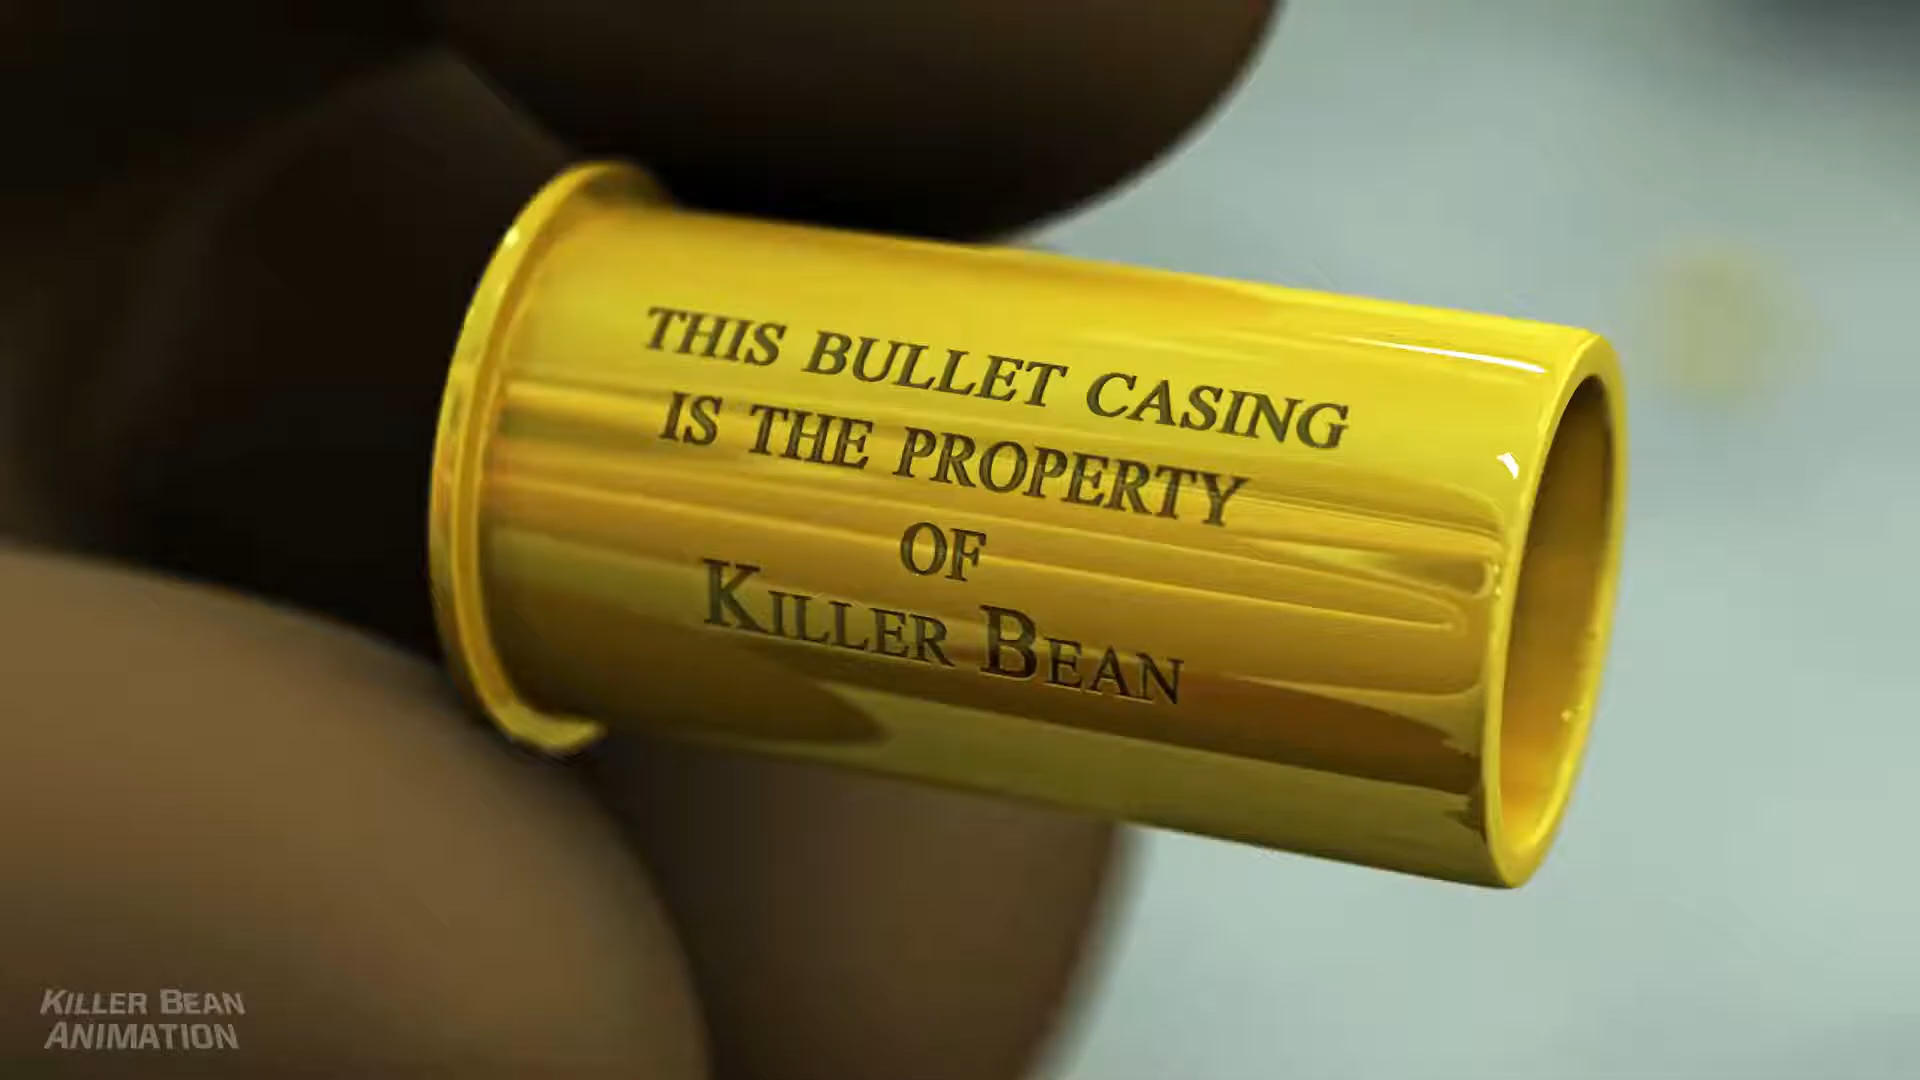 THIS BULLET CASING
IS THE PROPERTY
OF
KILLER BEAN
KILLER BEAN
ANIMATION